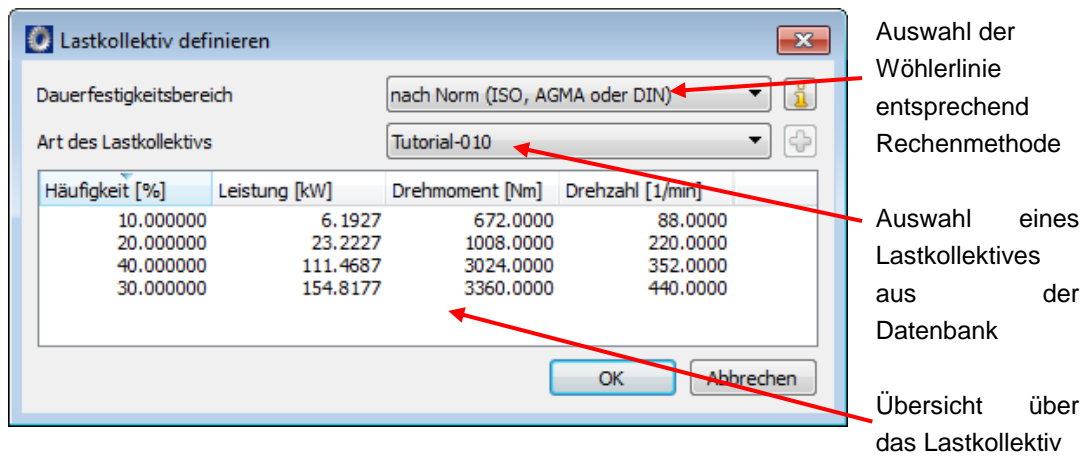 Lastkollektiv definieren
Dauerfestigkeitsbereich
nach Norm (ISO, AGMA oder DIN)
Art des Lastkollektivs
Tutorial-010
Häufigkeit [%] Leistung [kW] Drehmoment [Nm] Drehzahl [1/min]
10.000000 6.1927 672.0000 88.0000
20.000000 23.2227 1008.0000 220.0000
40.000000 111.4687 3024.0000 352.0000
30.000000 154.8177 3360.0000 440.0000
OK
Abbrechen
Auswahl der
Wöhlerlinie
entsprechend
Rechenmethode
Auswahl eines
Lastkollektives
aus der
Datenbank
Übersicht über
das Lastkollektiv